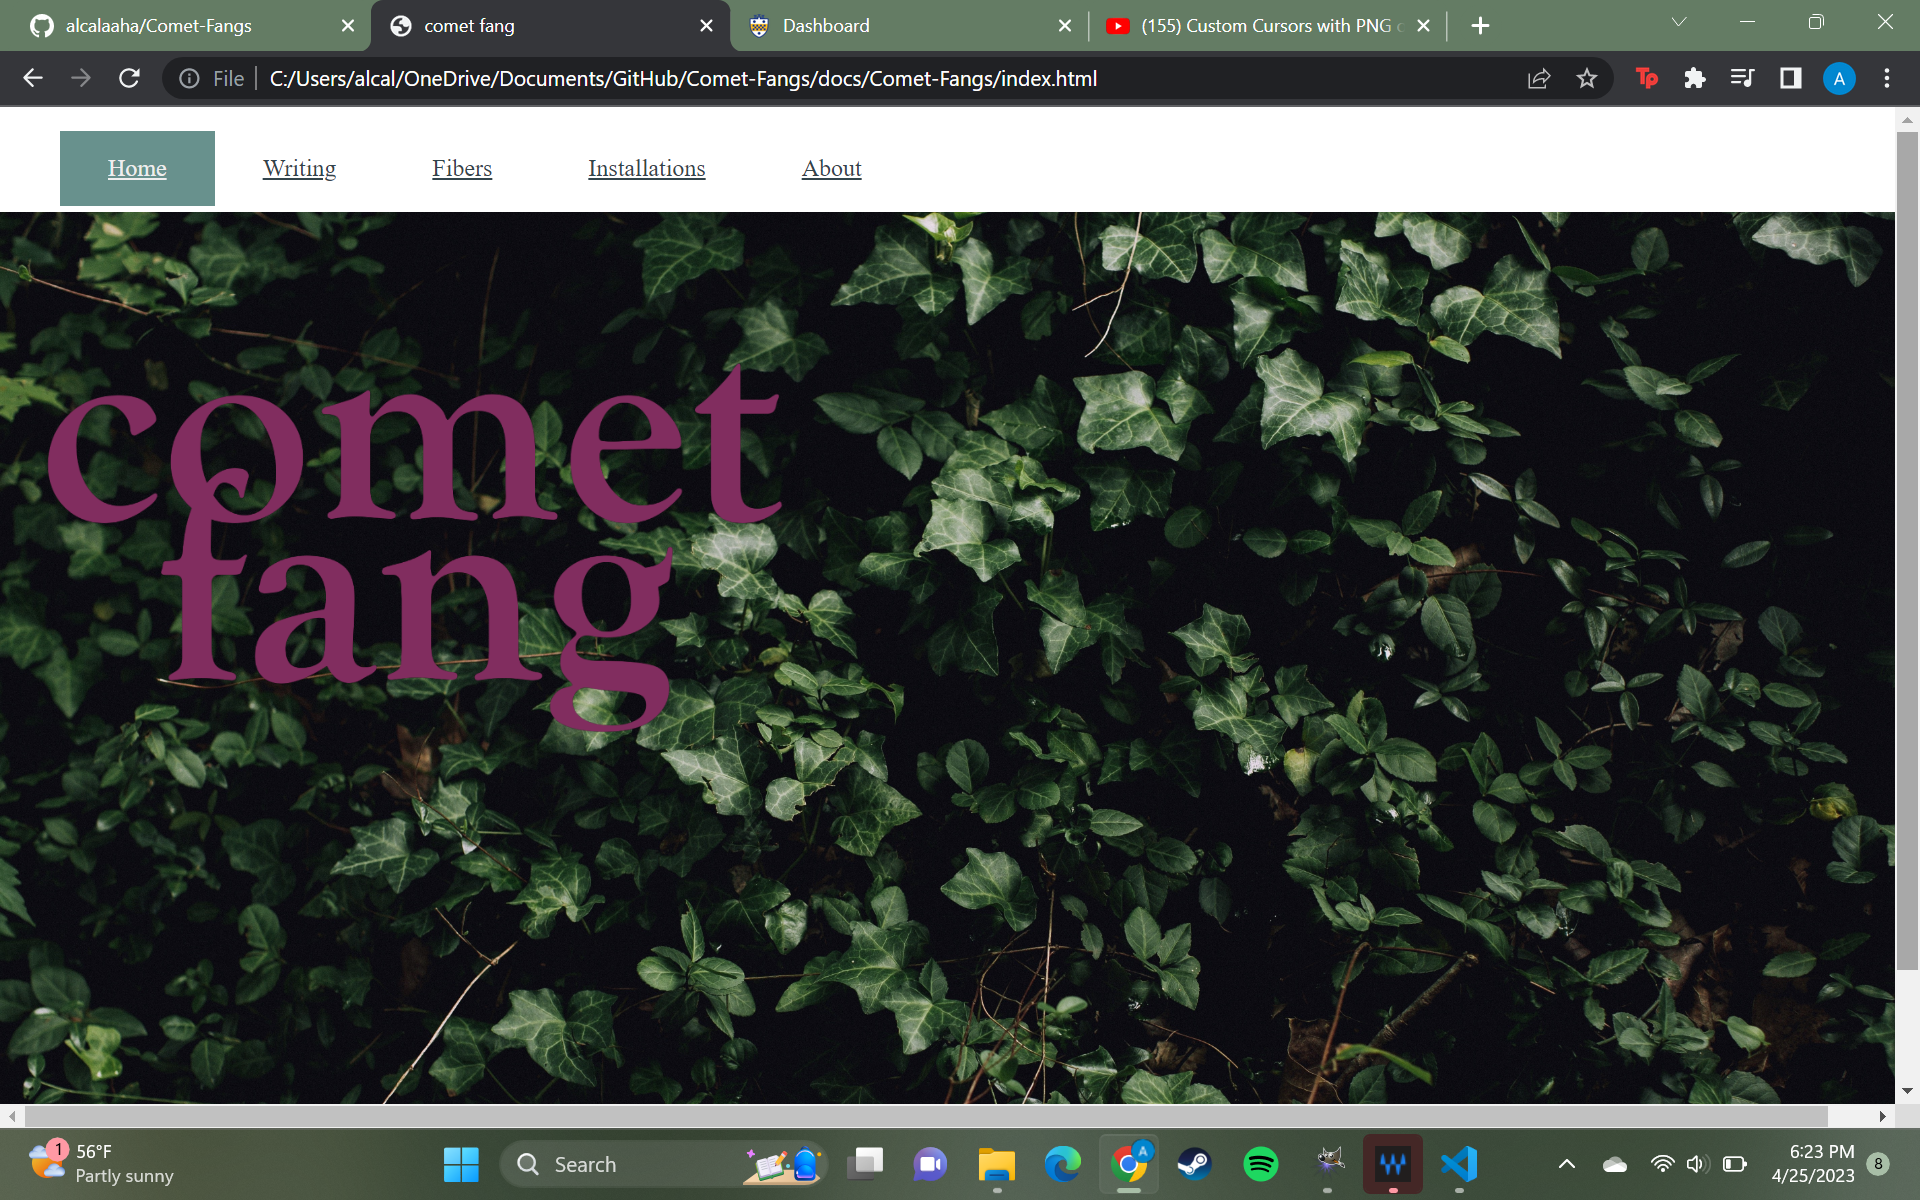 alcalaaha/Comet-Fangs
comet fang
Dashboard
(155) Custom Cursors with PNG
File
C:/Users/alcal/OneDrive/Documents/GitHub/Comet-Fangs/docs/Comet-Fangs/index.html
Tp
A
Home
Writing
Fibers
Installations
About
comet
fang
1
56°F
Partly sunny
Search
A
6:23 PM
4/25/2023
8